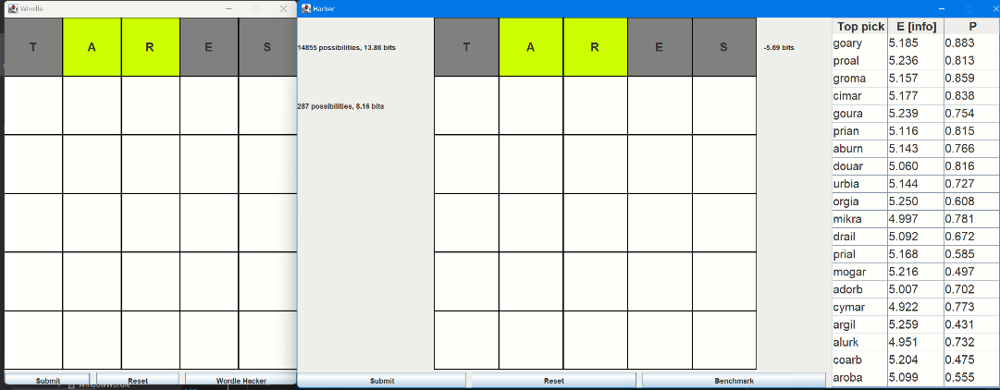 Wordle
T A R E S
Submit Reset Wordle Hacker
Hacker
14855 possibilities, 13.86 bits
T A R E S
-5.69 bits
287 possibilities, 8.16 bits
Submit Reset Benchmark
Top pick E [info] P
goary 5.185 0.883
proal 5.236 0.813
groma 5.157 0.859
cimar 5.177 0.838
goura 5.239 0.754
prian 5.116 0.815
aburn 5.143 0.766
douar 5.060 0.816
urbia 5.144 0.727
orgia 5.250 0.608
mikra 4.997 0.781
drail 5.092 0.672
prial 5.168 0.585
mogar 5.216 0.497
adorb 5.007 0.702
cymar 4.922 0.773
argil 5.259 0.431
alurk 4.951 0.732
coarb 5.204 0.475
aroba 5.099 0.555